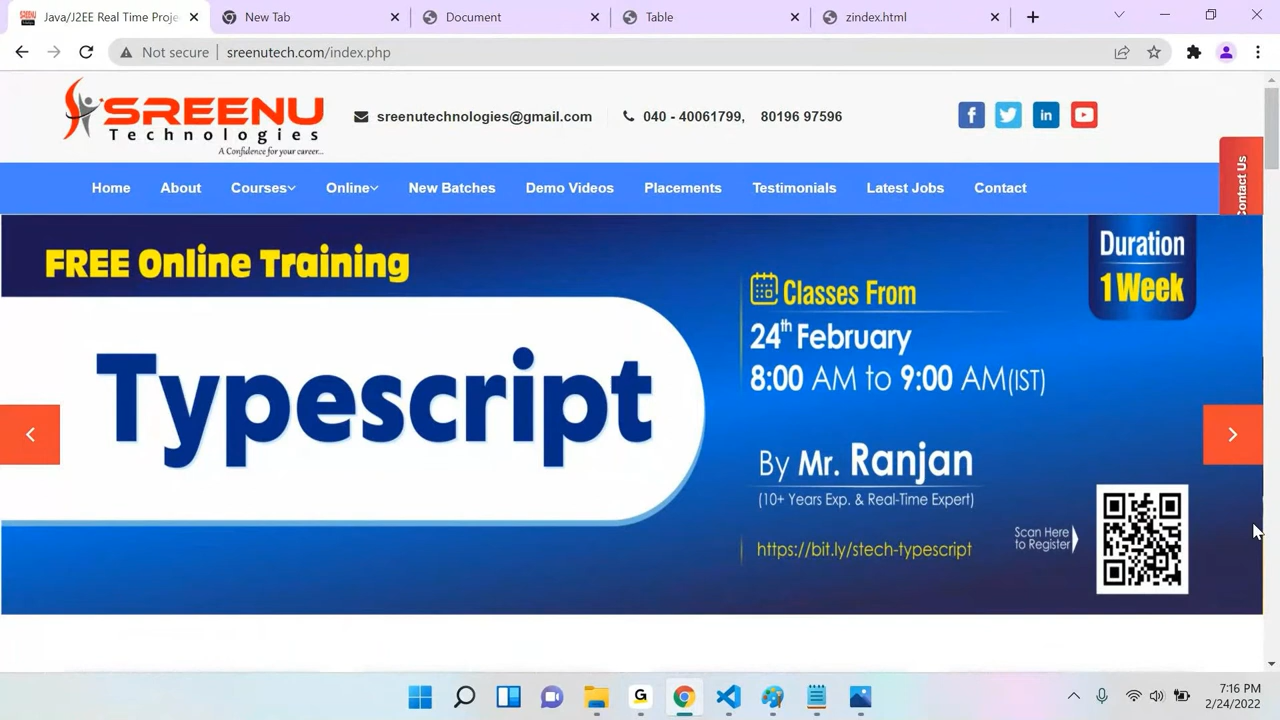 Java/J2EE Real Time Proje
New Tab
Document
Table
zindex.html
Not secure
sreenutech.com/index.php
SREENU
Technologies
A Confidence for your career...
sreenutechnologies@gmail.com
040 - 40061799, 80196 97596
Contact Us
Home About Courses Online New Batches Demo Videos Placements Testimonials Latest Jobs Contact
FREE Online Training
Typescript
Duration
1 Week
Classes From
24th February
8:00 AM to 9:00 AM(IST)
By Mr. Ranjan
(10+ Years Exp. & Real-Time Expert)
https://bit.ly/stech-typescript
Scan Here
to Register
7:16 PM
2/24/2022